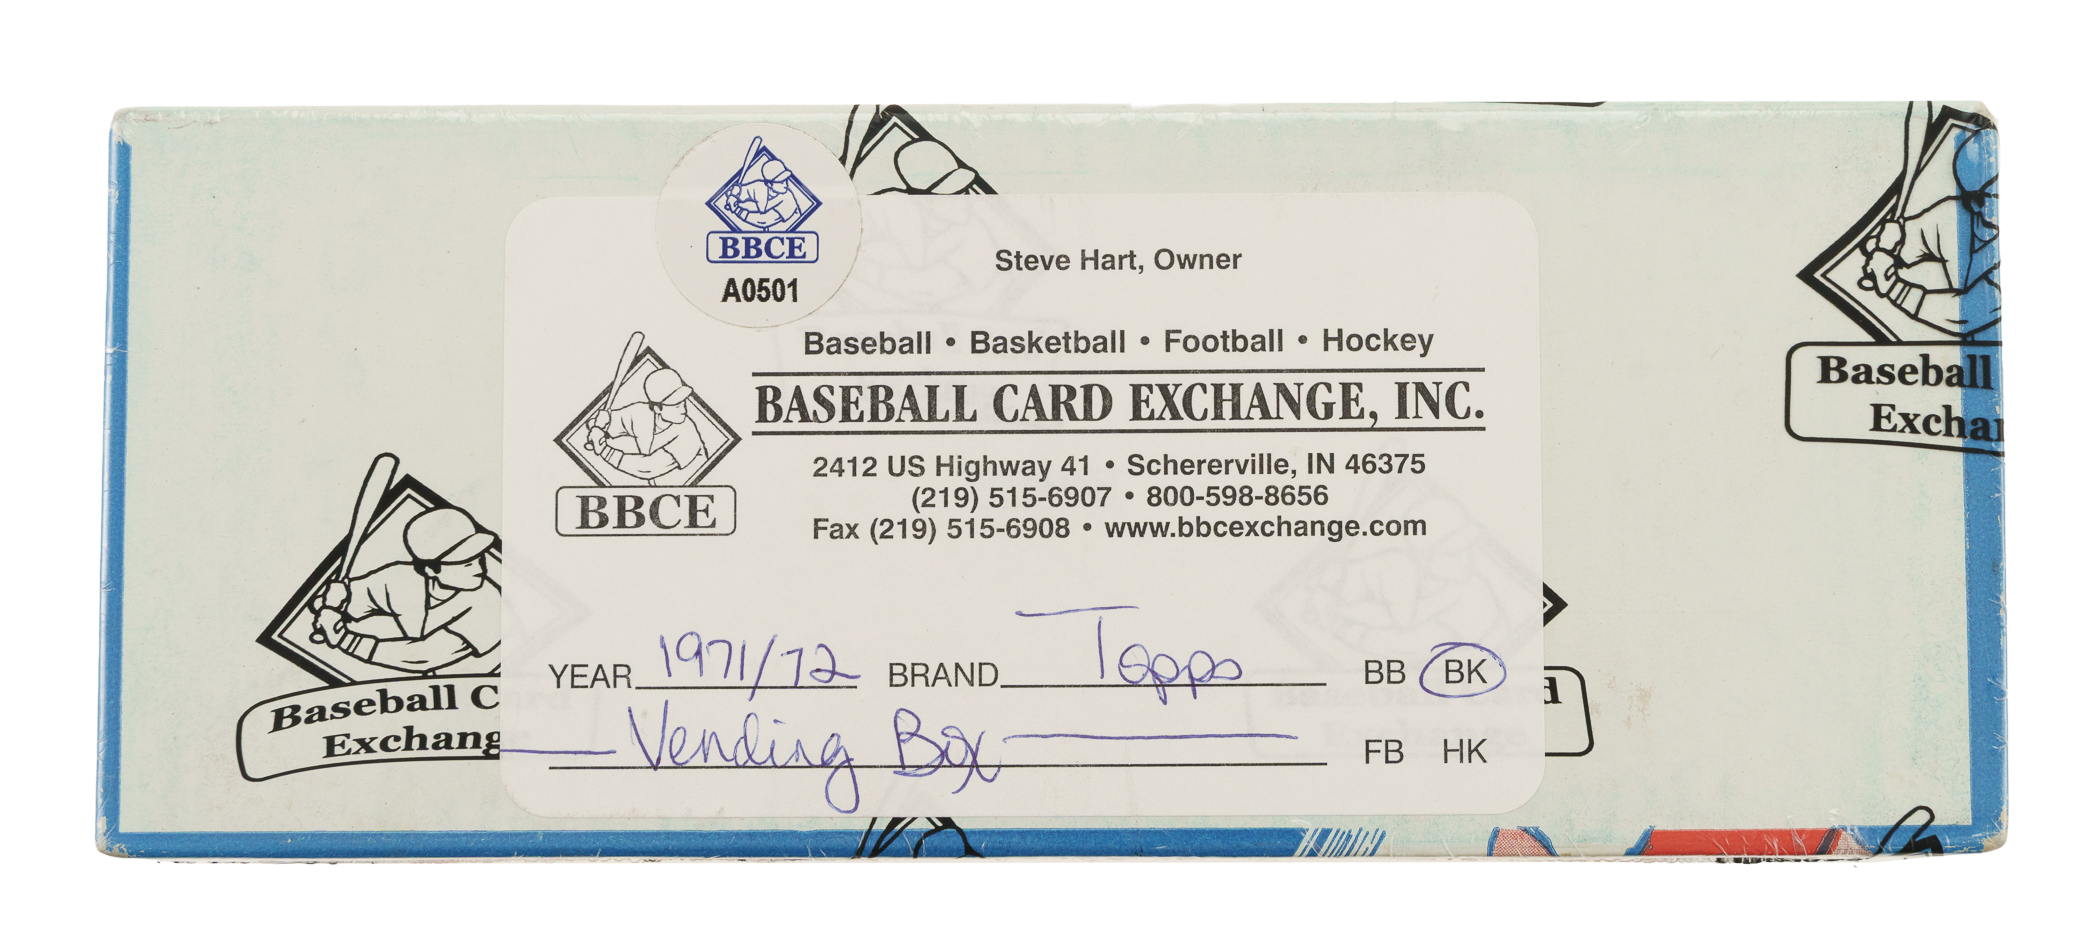 BBCE
A0501
Steve Hart, Owner
Baseball • Basketball • Football • Hockey
BASEBALL CARD EXCHANGE, INC.
2412 US Highway 41 • Schererville, IN 46375
(219) 515-6907 • 800-598-8656
Fax (219) 515-6908 • www.bbcexchange.com
BBCE
YEAR 1971/72 BRAND Topps BB BK
Vending Box FB HK
Baseball C
Exchang
Baseball
Exchan
d